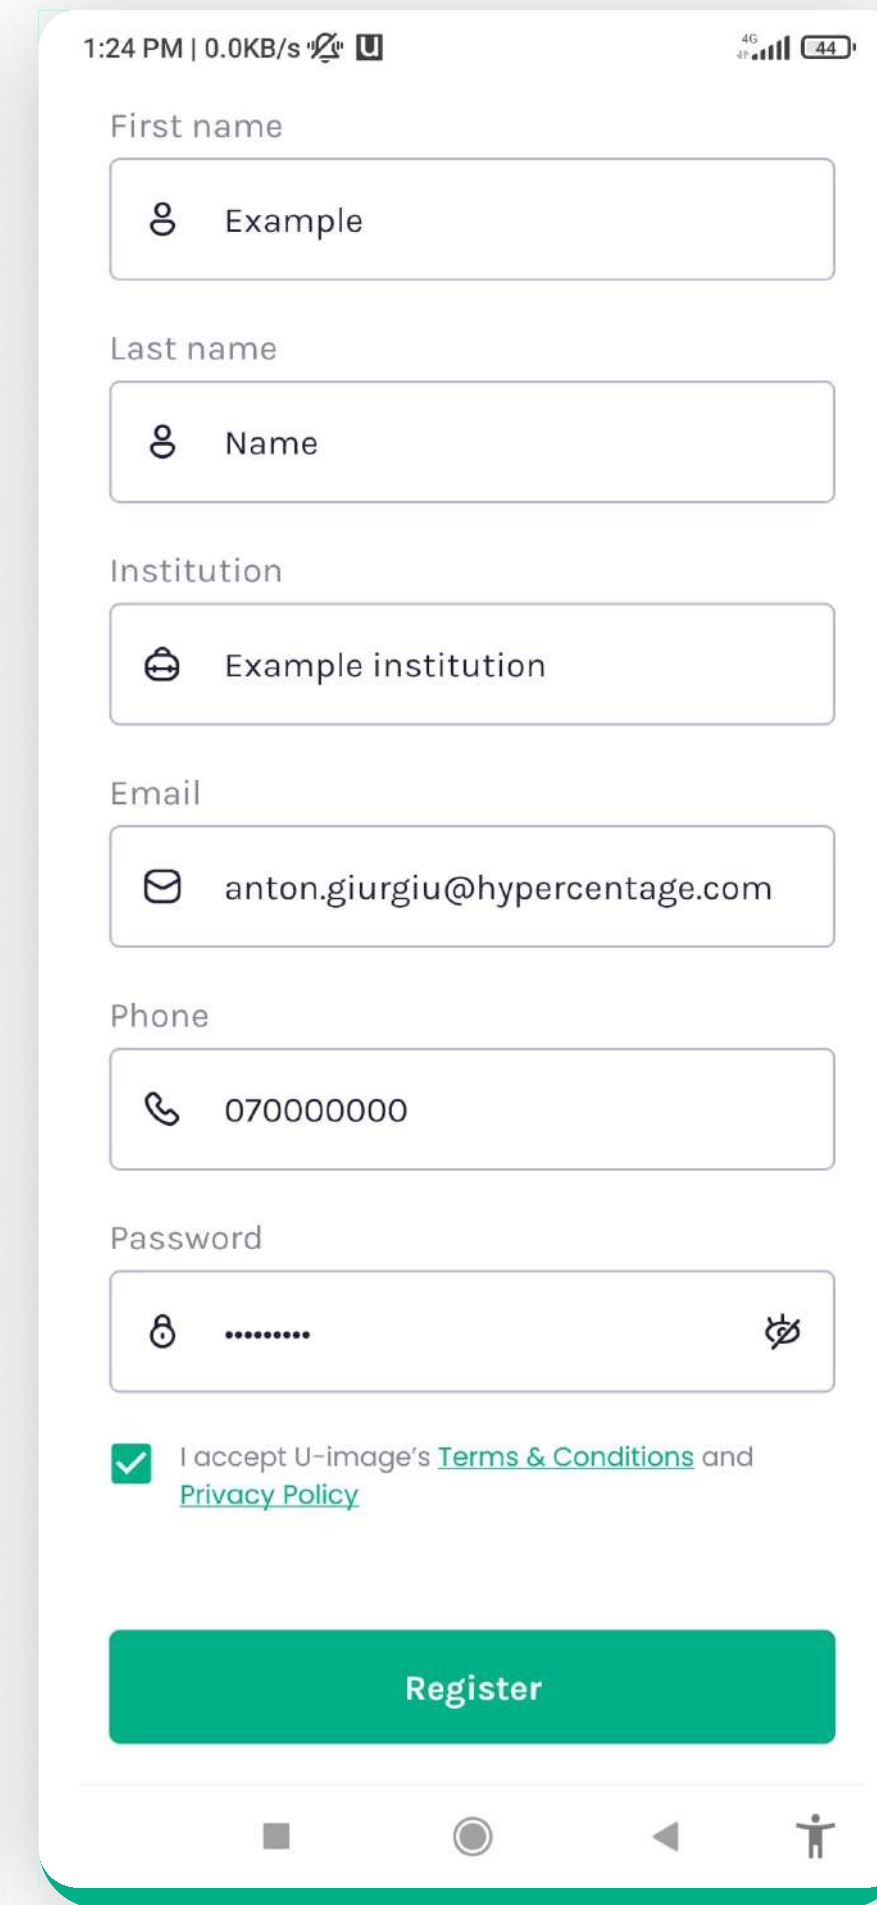 1:24 PM | 0.0KB/s U 4G 44
First name
Example
Last name
Name
Institution
Example institution
Email
anton.giurgiu@hypercentage.com
Phone
070000000
Password
•••••••••
I accept U-image's Terms & Conditions and
Privacy Policy
Register